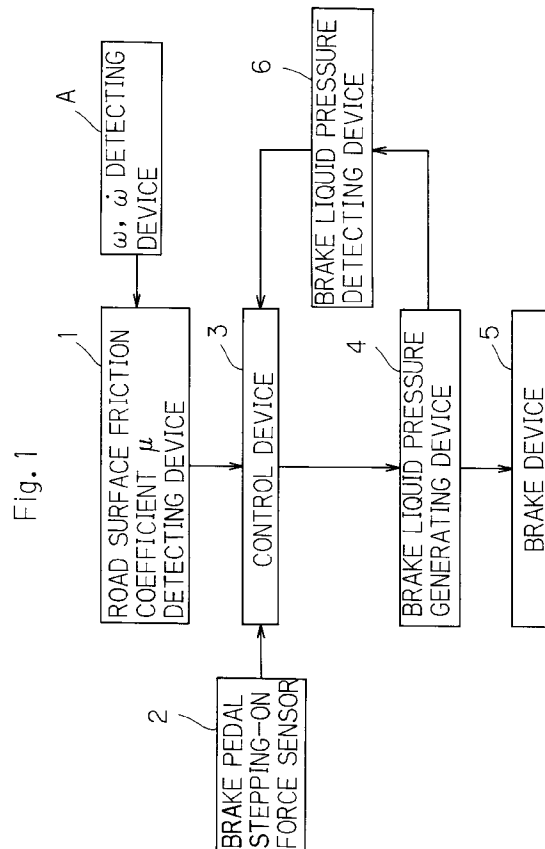 Fig.1
A
ω, ω̇ DETECTING
DEVICE
1
ROAD SURFACE FRICTION
COEFFICIENT μ
DETECTING DEVICE
2
BRAKE PEDAL
STEPPING-ON
FORCE SENSOR
3
CONTROL DEVICE
6
BRAKE LIQUID PRESSURE
DETECTING DEVICE
4
BRAKE LIQUID PRESSURE
GENERATING DEVICE
5
BRAKE DEVICE